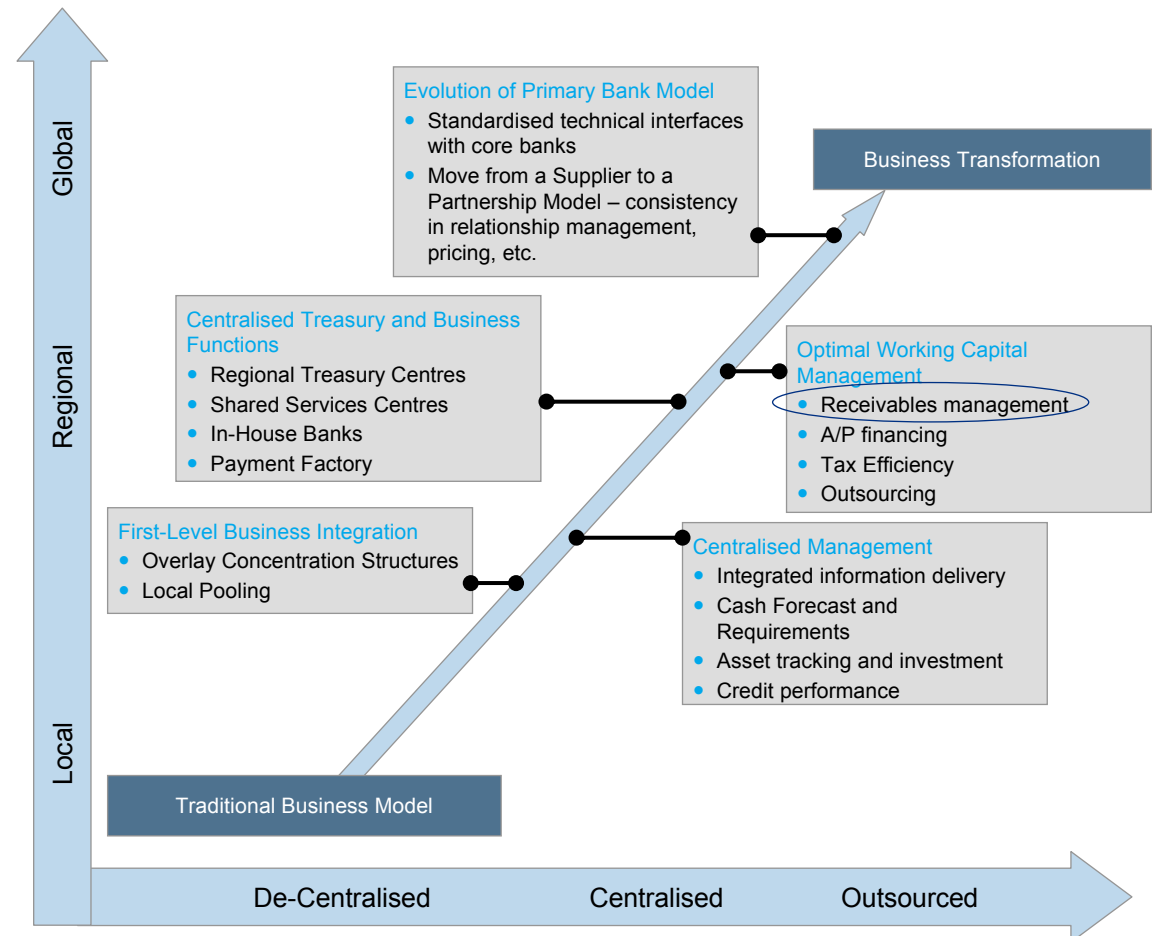 Global
Regional
Local
Evolution of Primary Bank Model
Standardised technical interfaces
with core banks
Move from a Supplier to a
Partnership Model – consistency
in relationship management,
pricing, etc.
Business Transformation
Centralised Treasury and Business
Functions
Regional Treasury Centres
Shared Services Centres
In-House Banks
Payment Factory
Optimal Working Capital
Management
Receivables management
A/P financing
Tax Efficiency
Outsourcing
First-Level Business Integration
Overlay Concentration Structures
Local Pooling
Centralised Management
Integrated information delivery
Cash Forecast and
Requirements
Asset tracking and investment
Credit performance
Traditional Business Model
De-Centralised
Centralised
Outsourced